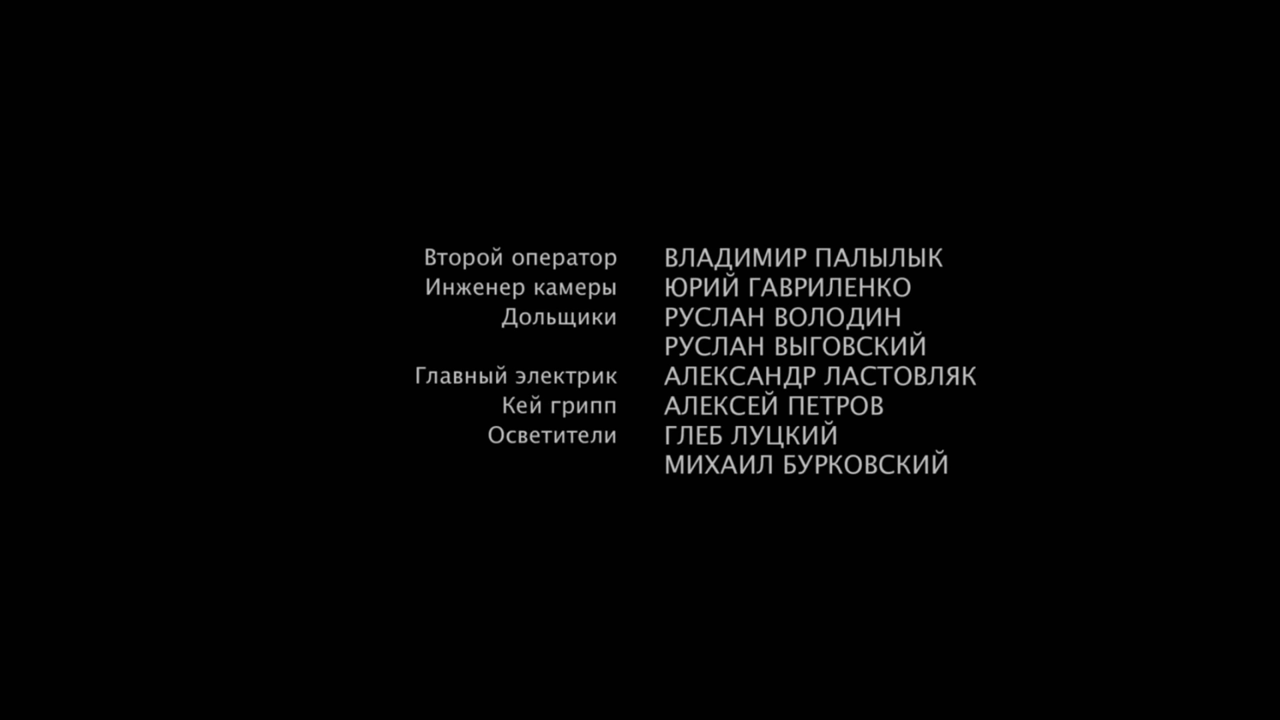 Второй оператор ВЛАДИМИР ПАЛЫЛЫК
Инженер камеры ЮРИЙ ГАВРИЛЕНКО
Дольщики РУСЛАН ВОЛОДИН
РУСЛАН ВЫГОВСКИЙ
Главный электрик АЛЕКСАНДР ЛАСТОВЛЯК
Кей грипп АЛЕКСЕЙ ПЕТРОВ
Осветители ГЛЕБ ЛУЦКИЙ
МИХАИЛ БУРКОВСКИЙ